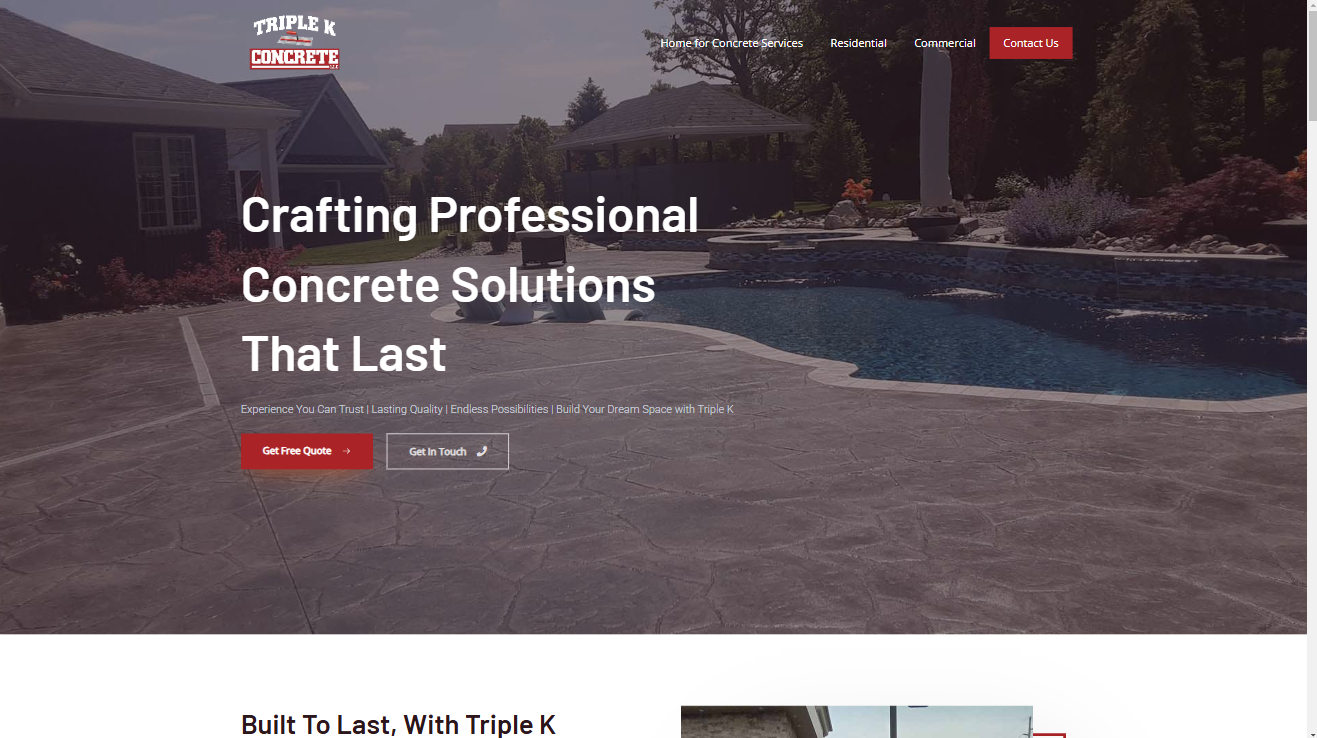 TRIPLE K
CONCRETE
Home for Concrete Services
Residential
Commercial
Contact Us
Crafting Professional
Concrete Solutions
That Last
Experience You Can Trust | Lasting Quality | Endless Possibilities | Build Your Dream Space with Triple K
Get Free Quote
Get In Touch
Built To Last, With Triple K